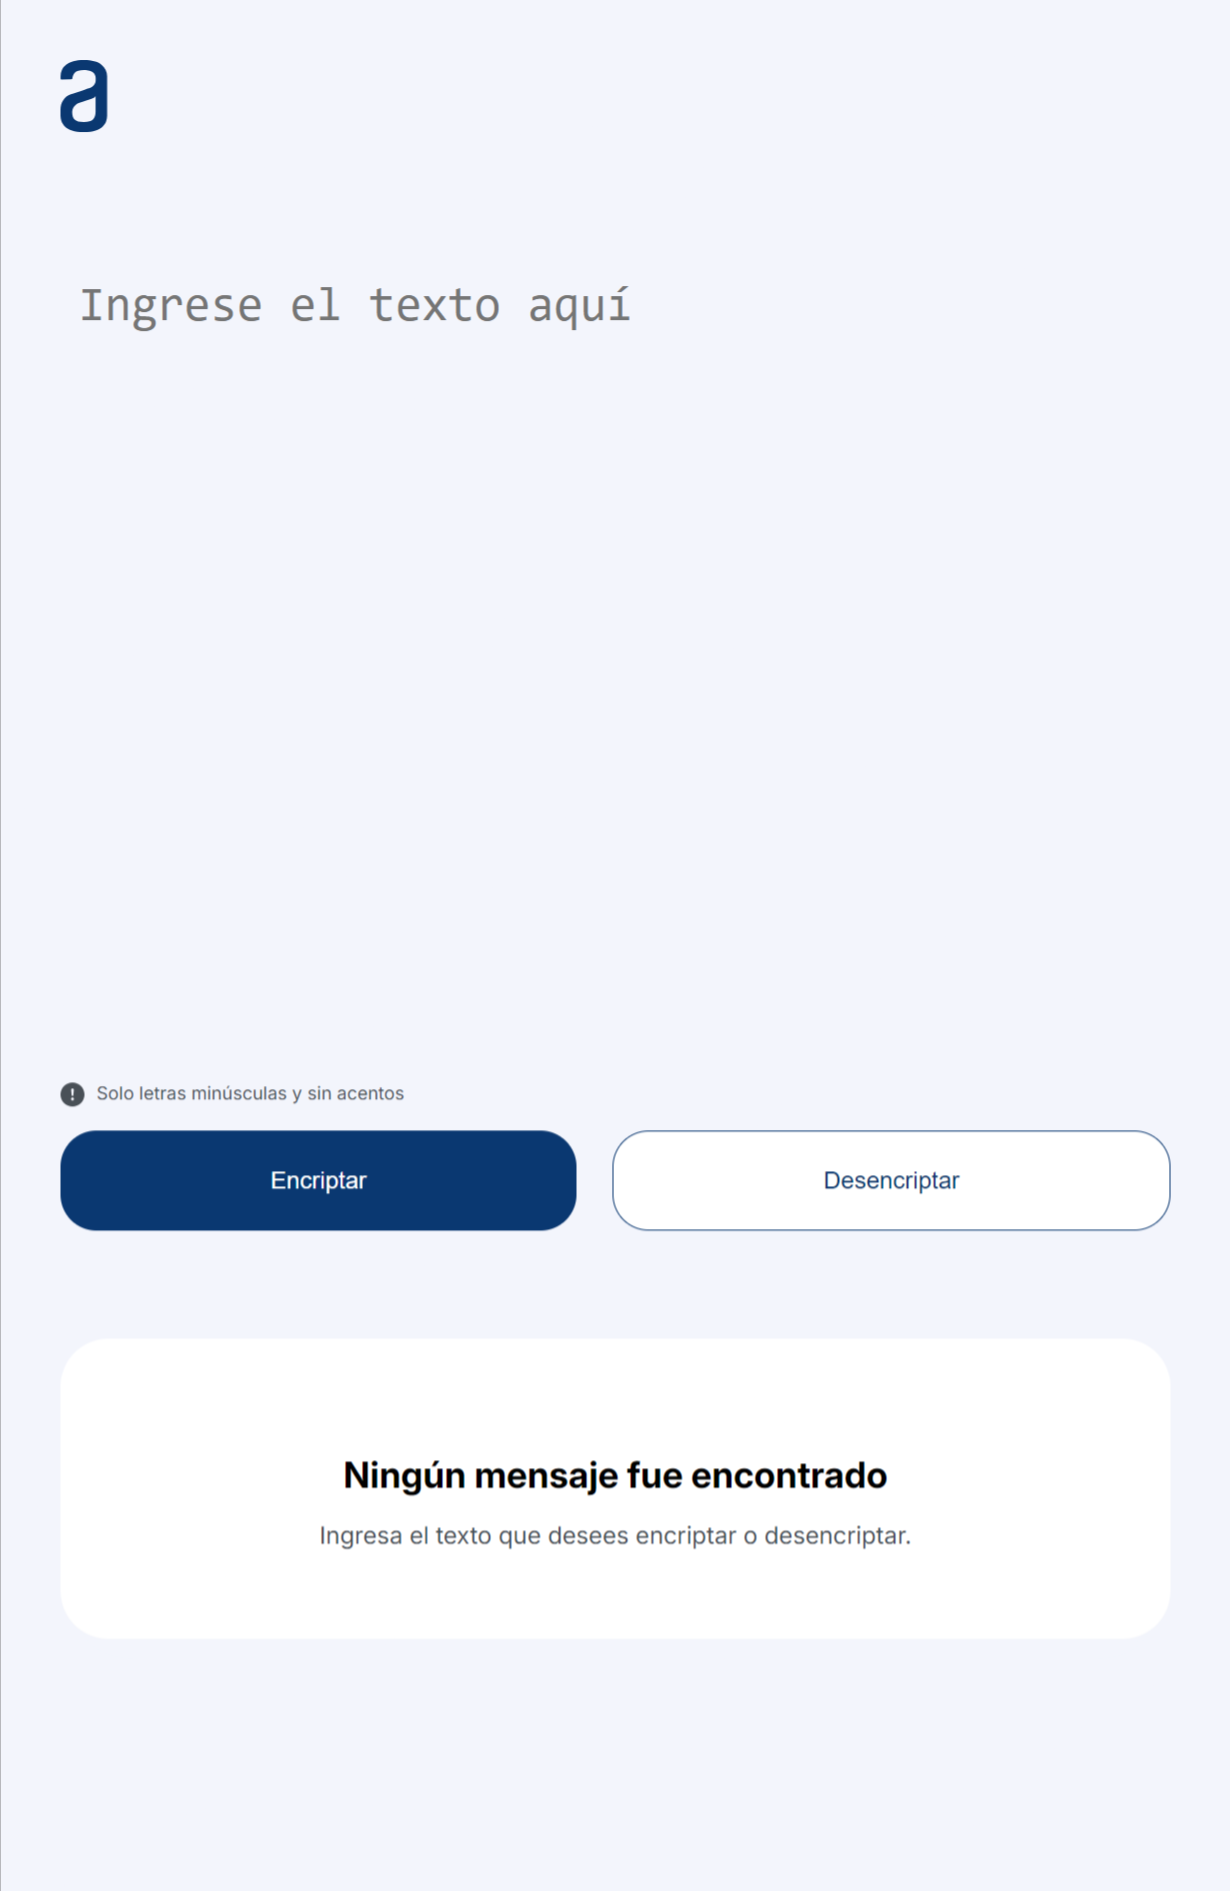 a
Ingrese el texto aquí
Solo letras minúsculas y sin acentos
Encriptar
Desencriptar
Ningún mensaje fue encontrado
Ingresa el texto que desees encriptar o desencriptar.